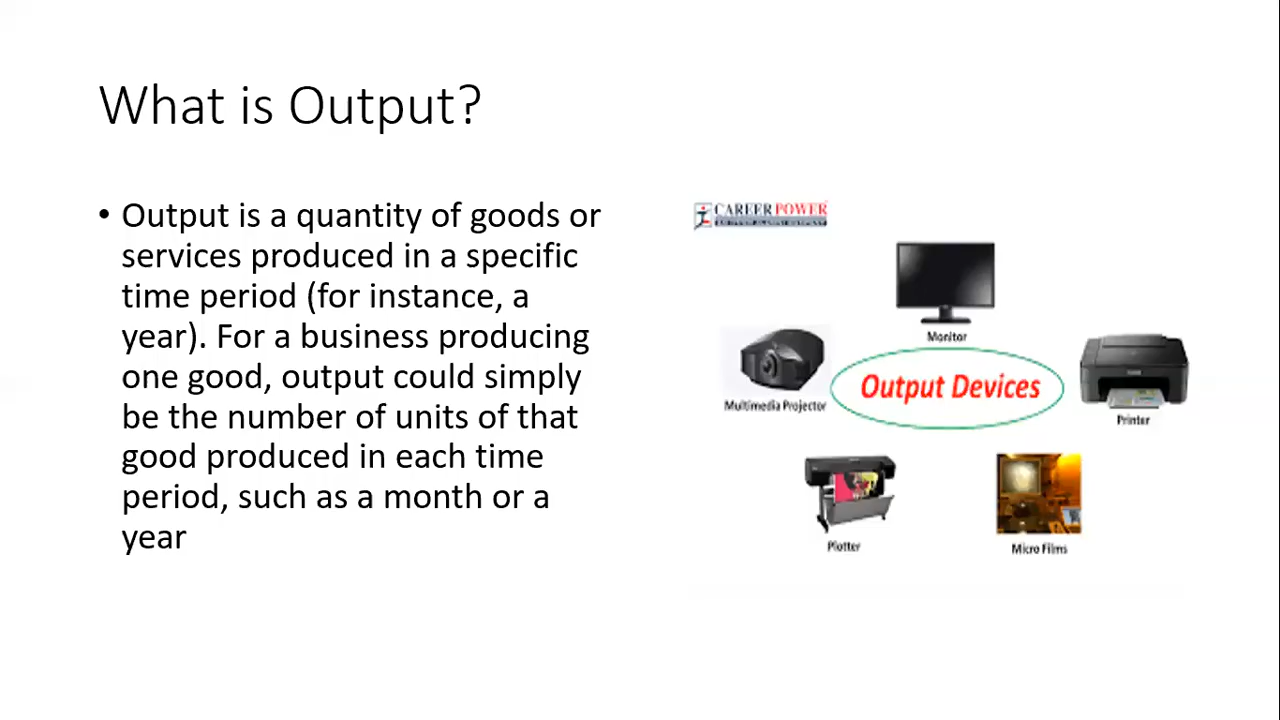 What is Output?
• Output is a quantity of goods or
services produced in a specific
time period (for instance, a
year). For a business producing
one good, output could simply
be the number of units of that
good produced in each time
period, such as a month or a
year
CAREER POWER
Monitor
Multimedia Projector
Output Devices
Printer
Plotter
Micro Films